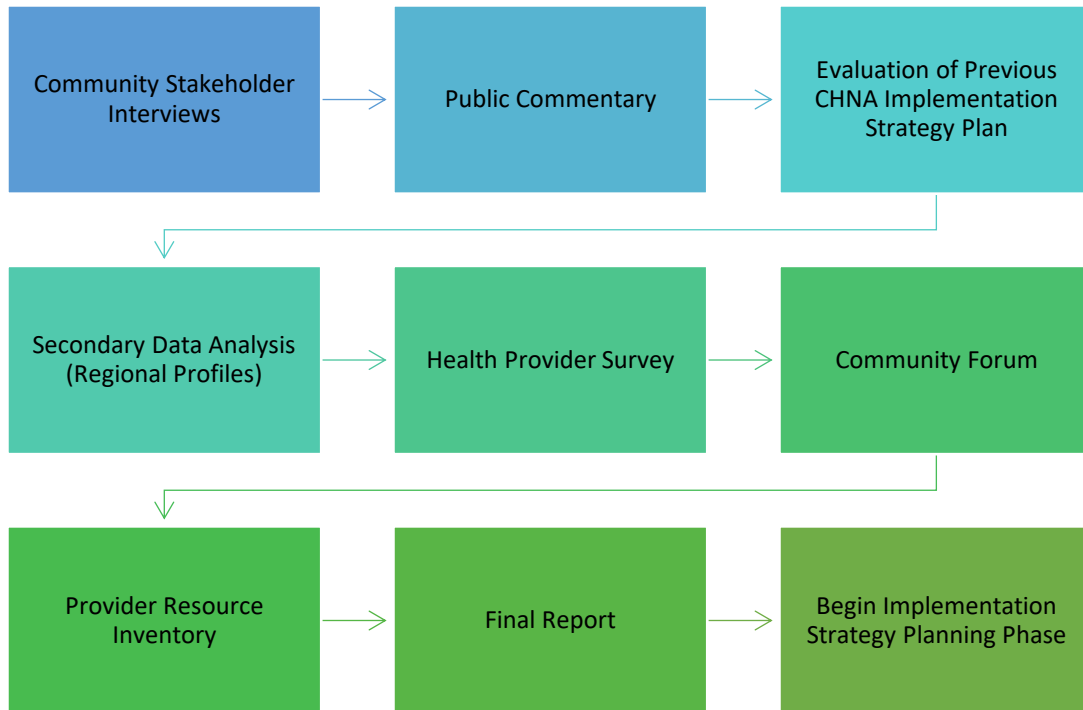 Community Stakeholder
Interviews
Public Commentary
Evaluation of Previous
CHNA Implementation
Strategy Plan
Secondary Data Analysis
(Regional Profiles)
Health Provider Survey
Community Forum
Provider Resource
Inventory
Final Report
Begin Implementation
Strategy Planning Phase